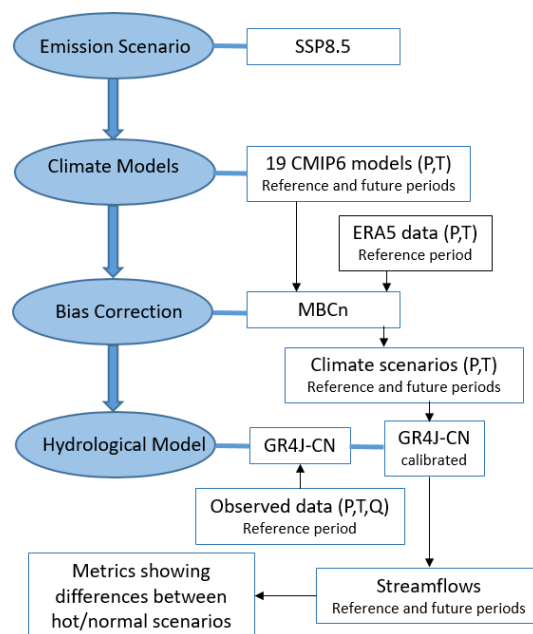 Emission Scenario
SSP8.5
Climate Models
19 CMIP6 models (P,T)
Reference and future periods
ERA5 data (P,T)
Reference period
Bias Correction
MBCn
Climate scenarios (P,T)
Reference and future periods
Hydrological Model
GR4J-CN
GR4J-CN
calibrated
Observed data (P,T,Q)
Reference period
Metrics showing
differences between
hot/normal scenarios
Streamflows
Reference and future periods